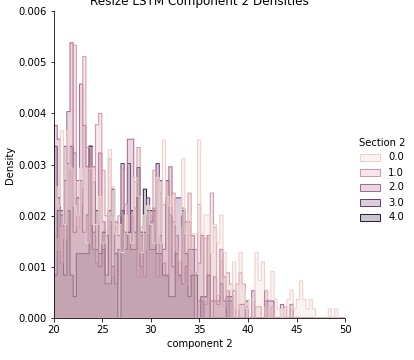 Resize LSTM Component 2 Densities
0.006
0.005
0.004
0.003
0.002
0.001
0.000
Density
20 25 30 35 40 45 50
component 2
Section 2
0.0
1.0
2.0
3.0
4.0